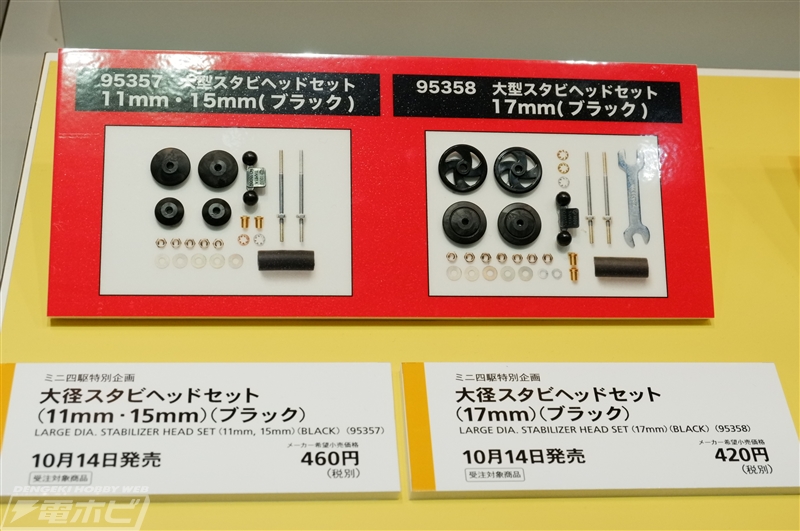 95357 大型スタビヘッドセット
11mm・15mm(ブラック)
95358 大型スタビヘッドセット
17mm(ブラック)
ミニ四駆特別企画
大径スタビヘッドセット
(11mm・15mm)(ブラック)
LARGE DIA. STABILIZER HEAD SET (11mm, 15mm)(BLACK) (95357)
メーカー希望小売価格
10月14日発売 460円
(税別)
受注対象商品
ミニ四駆特別企画
大径スタビヘッドセット
(17mm)(ブラック)
LARGE DIA. STABILIZER HEAD SET (17mm)(BLACK) (95358)
メーカー希望小売価格
10月14日発売 420円
(税別)
受注対象商品
DENGEKI HOBBY WEB
電ホビ